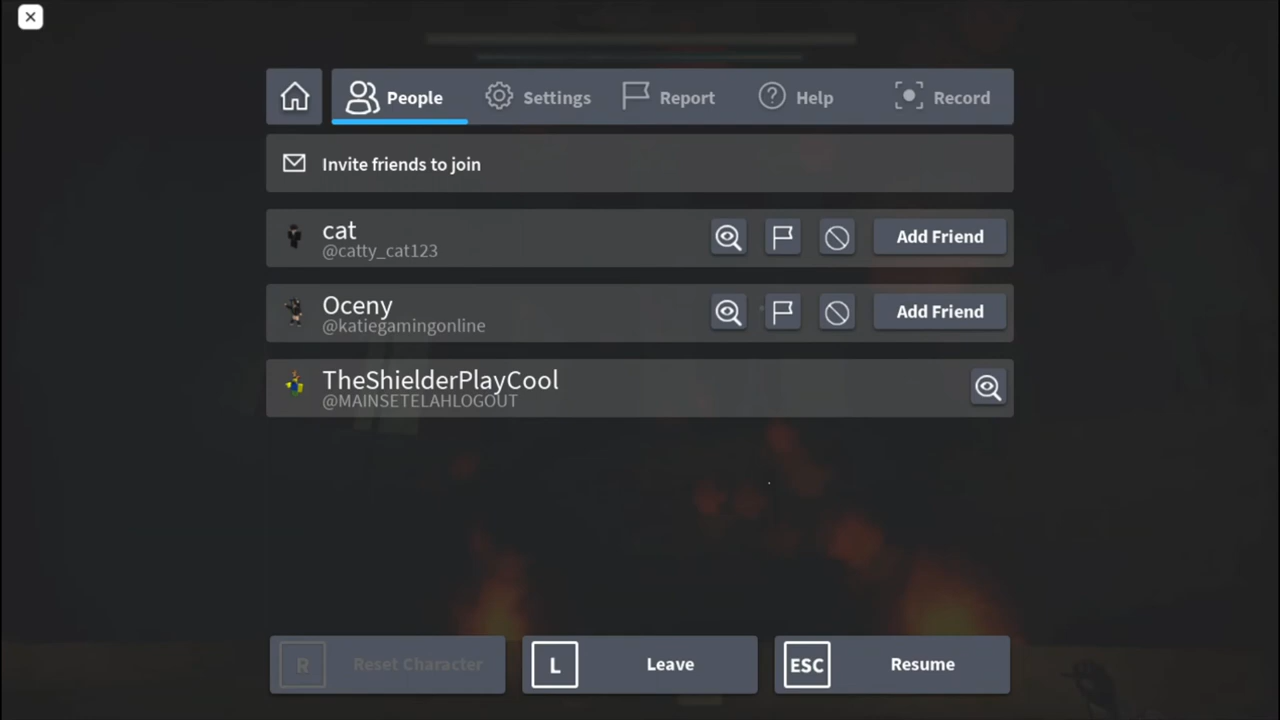 People
Settings
Report
Help
Record
Invite friends to join
cat
@catty_cat123
Add Friend
Oceny
@katiegamingonline
Add Friend
TheShielderPlayCool
@MAINSETELAHLOGOUT
R Reset Character
L Leave
ESC Resume